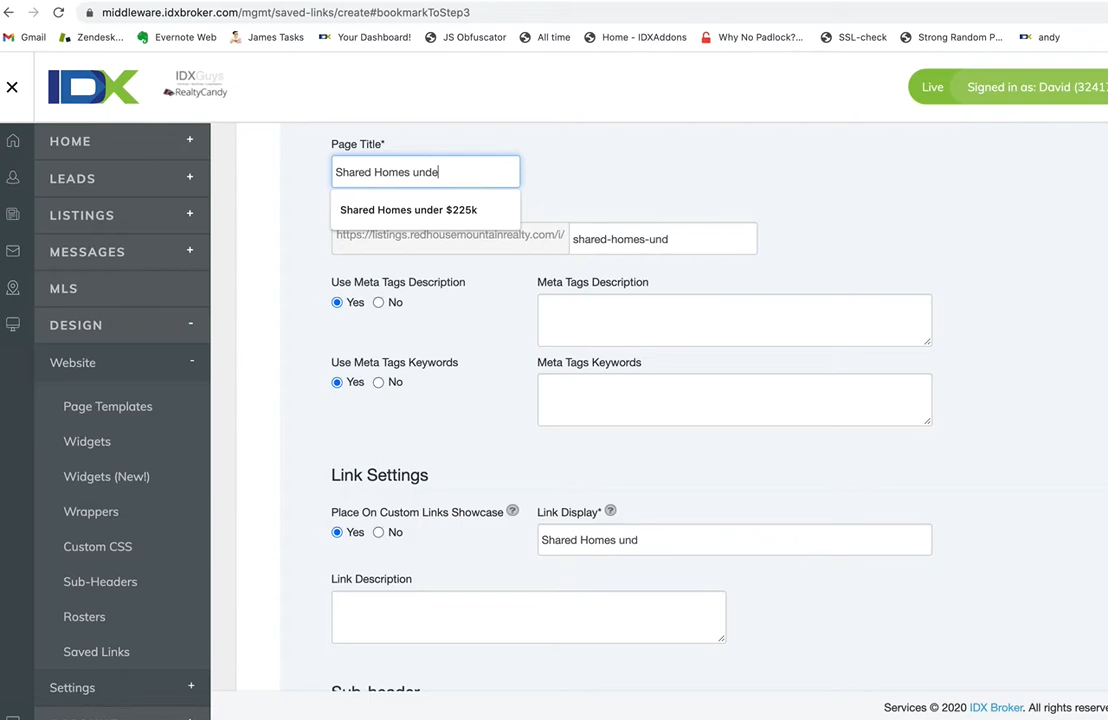 middleware.idxbroker.com/mgmt/saved-links/create#bookmarkToStep3
Gmail Zendesk... Evernote Web James Tasks Your Dashboard! JS Obfuscator All time Home - IDXAddons Why No Padlock?... SSL-check Strong Random P... andy
IDX
IDXGuys
RealtyCandy
Live Signed in as: David (32417
HOME +
LEADS +
LISTINGS +
MESSAGES +
MLS
DESIGN -
Website -
Page Templates
Widgets
Widgets (New!)
Wrappers
Custom CSS
Sub-Headers
Rosters
Saved Links
Settings +
Page Title*
Shared Homes unde
Shared Homes under $225k
https://listings.redhousemountainrealty.com/i/ shared-homes-und
Use Meta Tags Description Meta Tags Description
Yes No
Use Meta Tags Keywords Meta Tags Keywords
Yes No
Link Settings
Place On Custom Links Showcase ? Link Display* ?
Yes No Shared Homes und
Link Description
Sub-header
Services © 2020 IDX Broker. All rights reserve